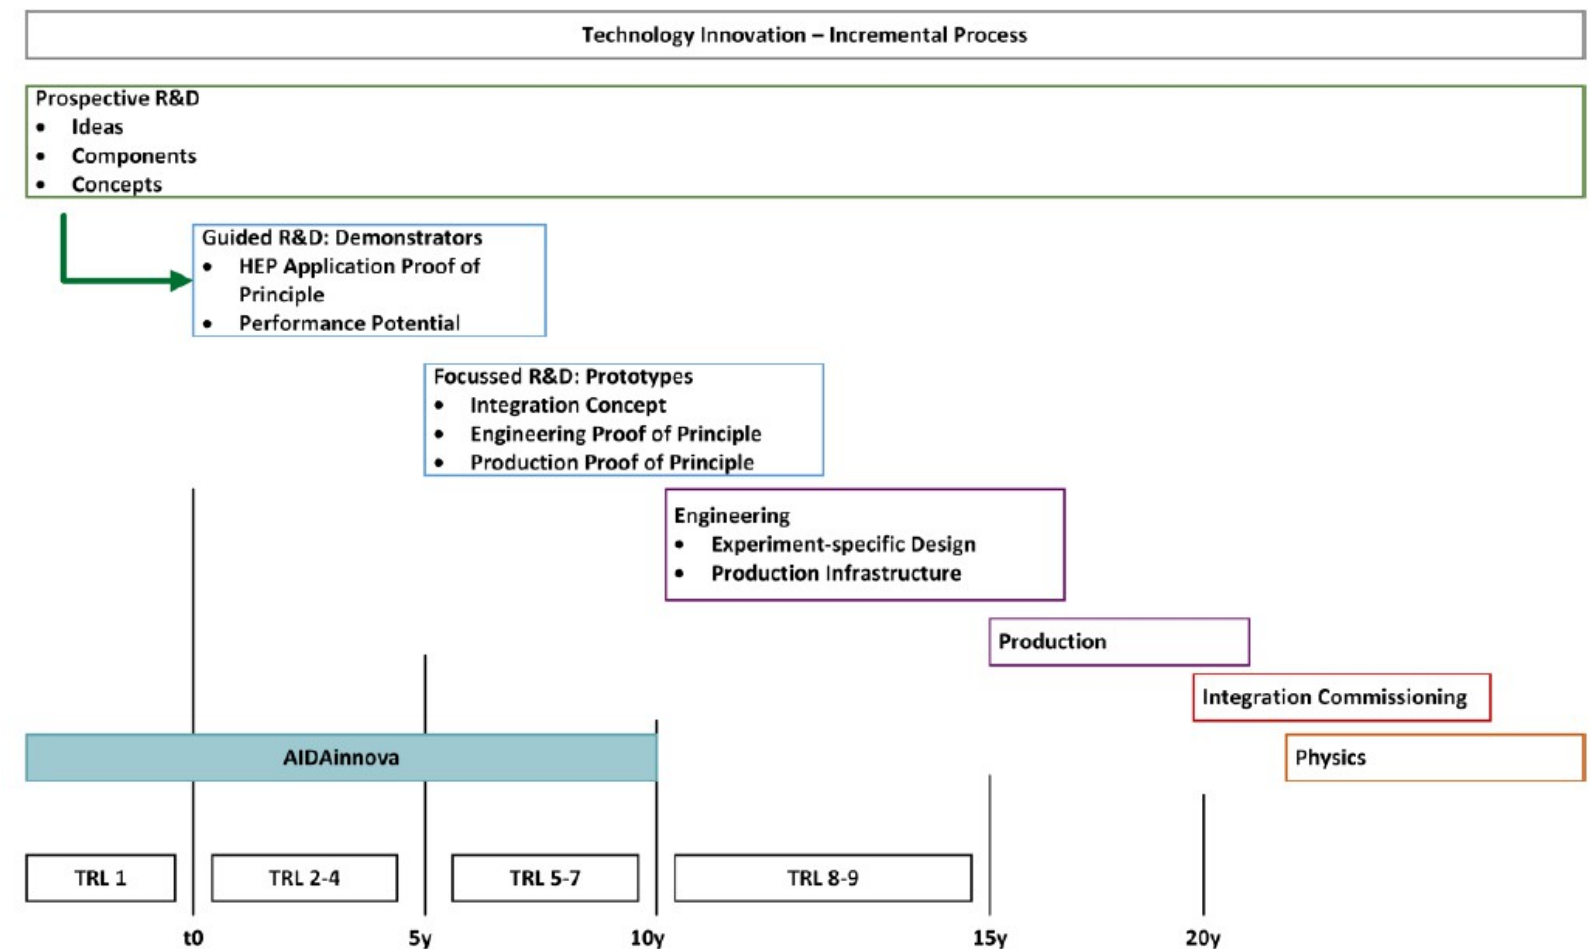 Technology Innovation – Incremental Process
Prospective R&D
• Ideas
• Components
• Concepts
Guided R&D: Demonstrators
• HEP Application Proof of
Principle
• Performance Potential
Focussed R&D: Prototypes
• Integration Concept
• Engineering Proof of Principle
• Production Proof of Principle
Engineering
• Experiment-specific Design
• Production Infrastructure
Production
Integration Commissioning
AIDAinnova
Physics
TRL 1
TRL 2-4
TRL 5-7
TRL 8-9
t0
5y
10y
15y
20y